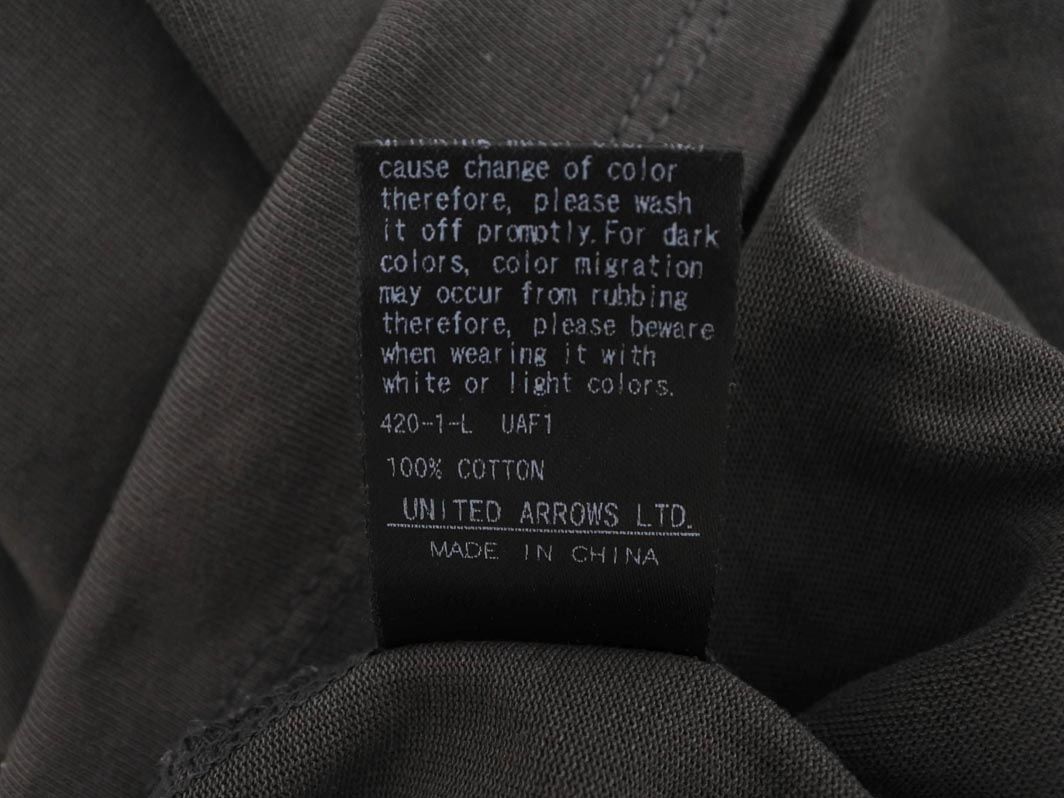 cause change of color
therefore, please wash
it off promptly.For dark
colors, color migration
may occur from rubbing
therefore, please beware
when wearing it with
white or light colors.
420-1-L UAF1
100% COTTON
UNITED ARROWS LTD.
MADE IN CHINA